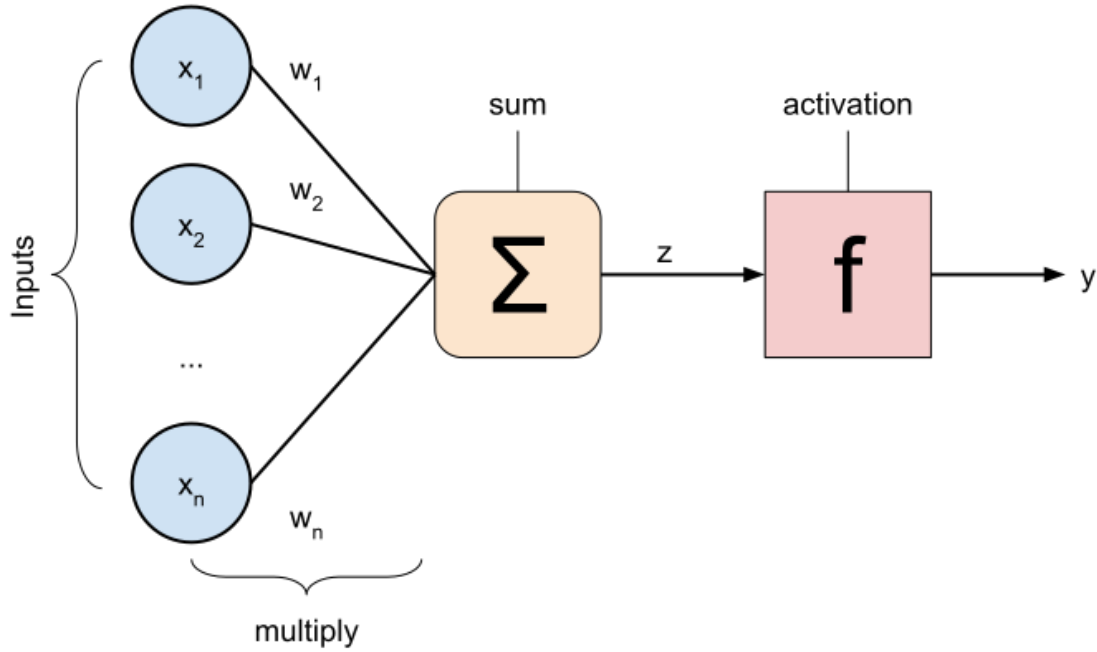 Inputs
x₁
w₁
x₂
w₂
...
xₙ
wₙ
multiply
sum
Σ
z
activation
f
y